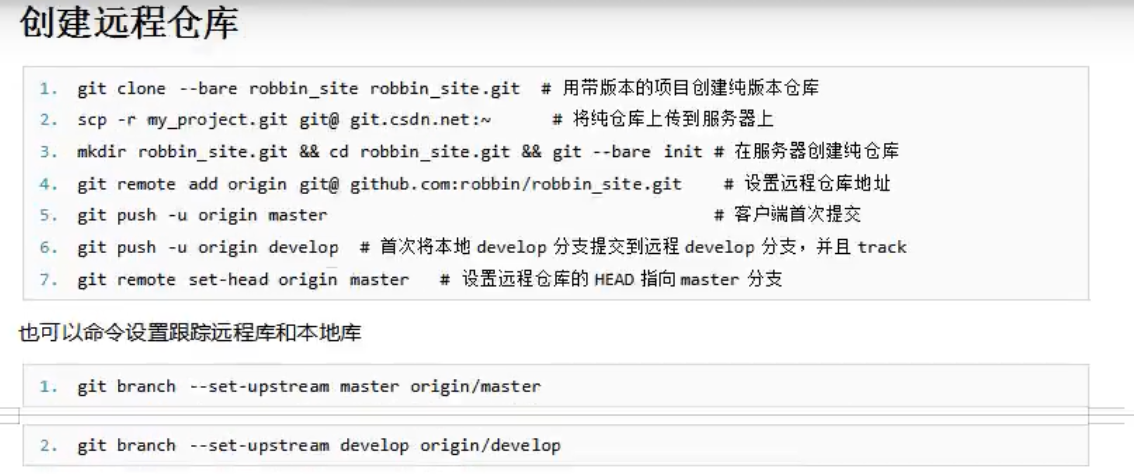 创建远程仓库
1. git clone --bare robbin_site robbin_site.git # 用带版本的项目创建纯版本仓库
2. scp -r my_project.git git@ git.csdn.net:~ # 将纯仓库上传到服务器上
3. mkdir robbin_site.git && cd robbin_site.git && git --bare init # 在服务器创建纯仓库
4. git remote add origin git@ github.com:robbin/robbin_site.git # 设置远程仓库地址
5. git push -u origin master # 客户端首次提交
6. git push -u origin develop # 首次将本地 develop 分支提交到远程 develop 分支，并且 track
7. git remote set-head origin master # 设置远程仓库的 HEAD 指向 master 分支
也可以命令设置跟踪远程库和本地库
1. git branch --set-upstream master origin/master
2. git branch --set-upstream develop origin/develop